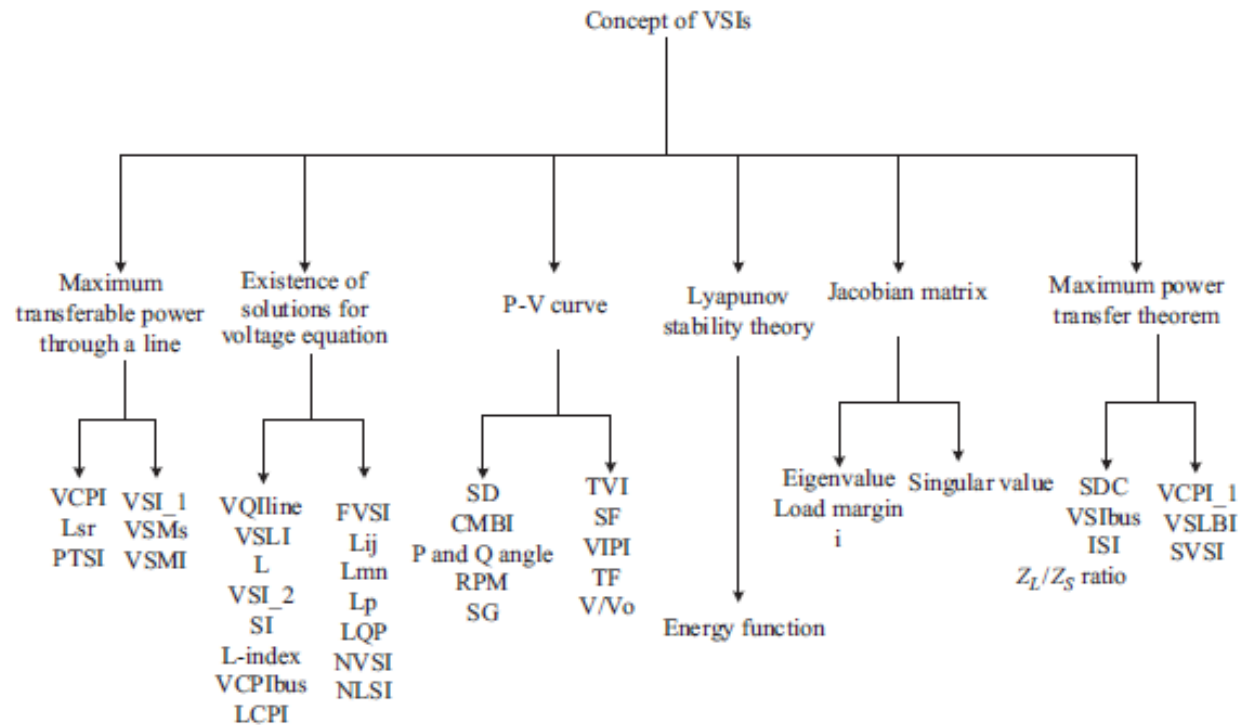 Concept of VSIs
Maximum
transferable power
through a line
Existence of
solutions for
voltage equation
P-V curve
Lyapunov
stability theory
Jacobian matrix
Maximum power
transfer theorem
VCPI
Lsr
PTSI
VSI_1
VSMs
VSMI
VQIline
VSLI
L
VSI_2
SI
L-index
VCPIbus
LCPI
FVSI
Lij
Lmn
Lp
LQP
NVSI
NLSI
SD
CMBI
P and Q angle
RPM
SG
TVI
SF
VIPI
TF
V/Vo
Energy function
Eigenvalue
Load margin
i
Singular value
SDC
VSIbus
ISI
Z_L/Z_S ratio
VCPI_1
VSLBI
SVSI